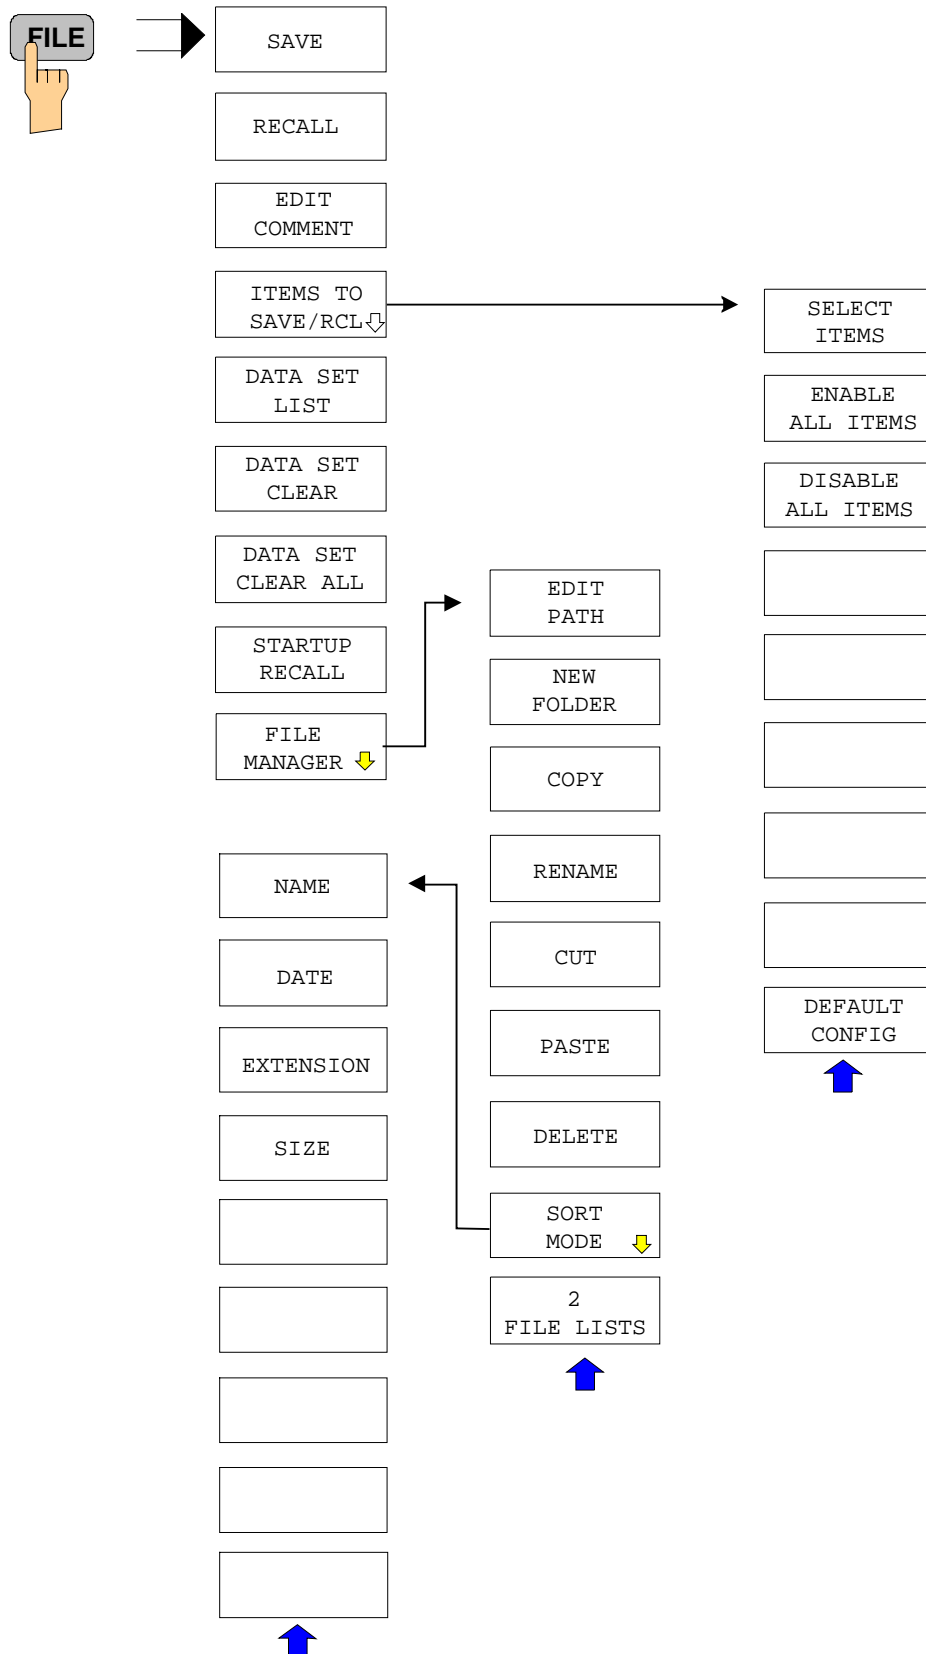 FILE
SAVE
RECALL
EDIT
COMMENT
ITEMS TO
SAVE/RCL
DATA SET
LIST
DATA SET
CLEAR
DATA SET
CLEAR ALL
STARTUP
RECALL
FILE
MANAGER
NAME
DATE
EXTENSION
SIZE
EDIT
PATH
NEW
FOLDER
COPY
RENAME
CUT
PASTE
DELETE
SORT
MODE
2
FILE LISTS
SELECT
ITEMS
ENABLE
ALL ITEMS
DISABLE
ALL ITEMS
DEFAULT
CONFIG